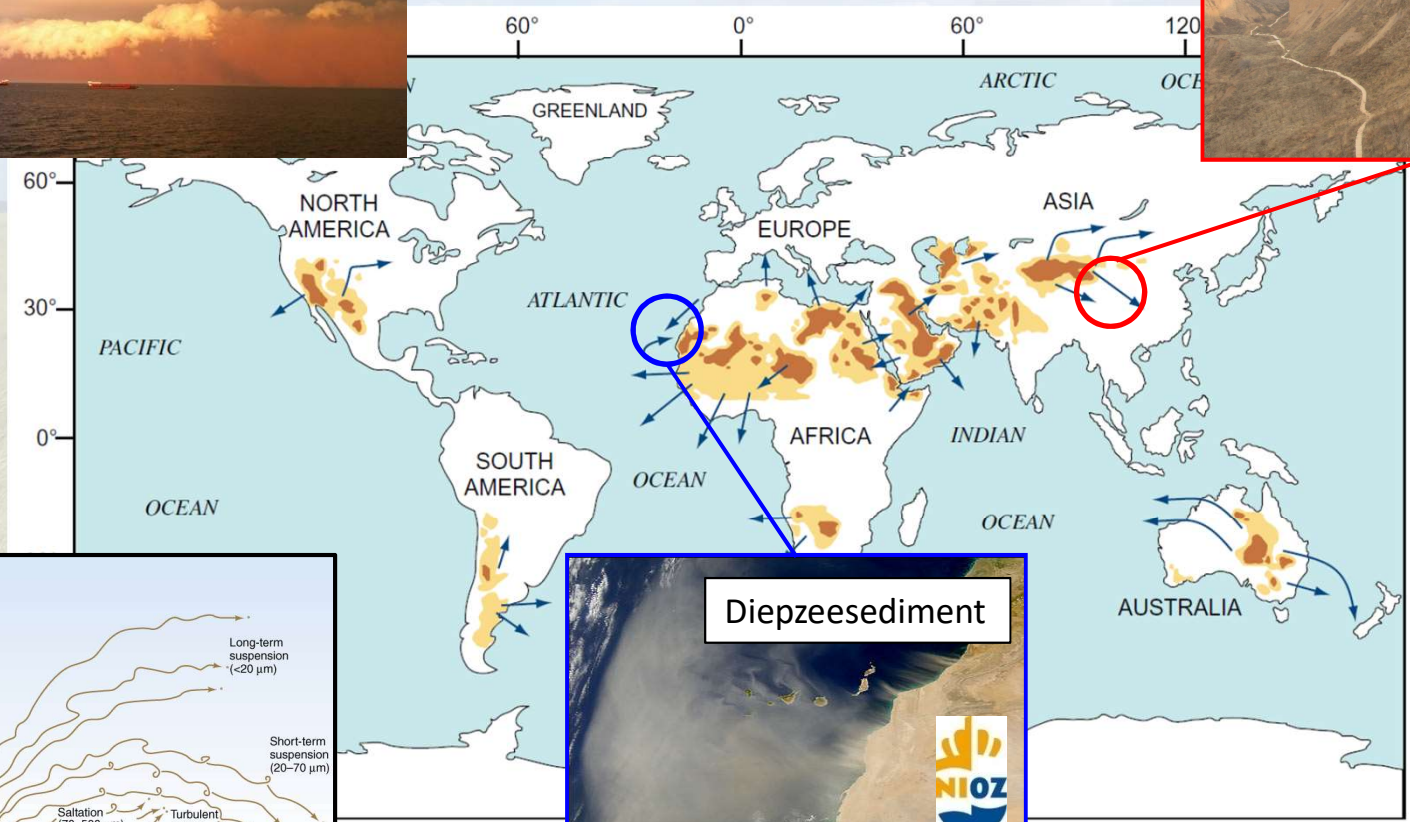 60°
0°
60°
120
ARCTIC
OCE
GREENLAND
60°
NORTH
AMERICA
ASIA
EUROPE
ATLANTIC
30°
PACIFIC
0°
AFRICA
INDIAN
SOUTH
AMERICA
OCEAN
OCEAN
OCEAN
AUSTRALIA
Diepzeesediment
Long-term
suspension
(<20 µm)
Short-term
suspension
(20–70 µm)
Saltation
Turbulent
NIOZ